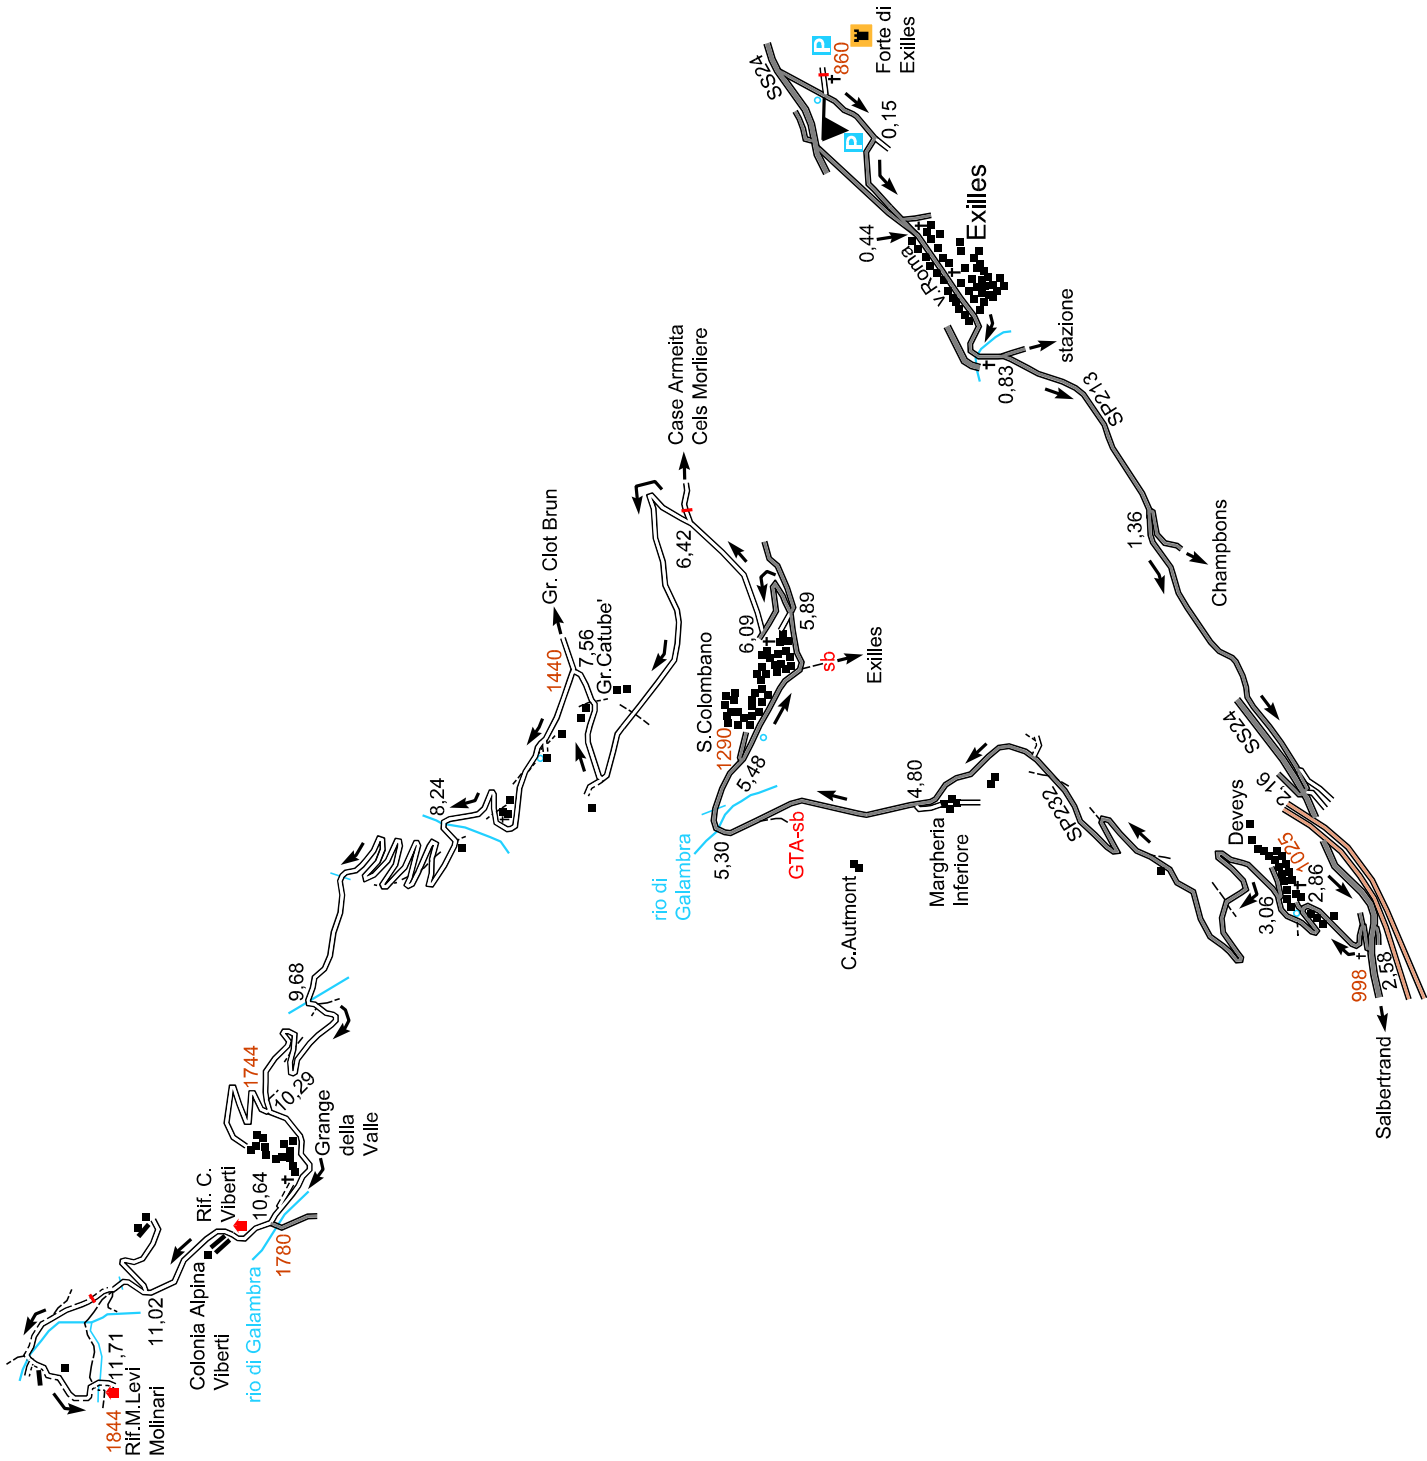 SS24
P
860
Forte di
Exilles
P
0,15
0,44
v.Roma
Exilles
stazione
0,83
SP213
1,36
Champbons
SS24
2,16
Deveys
1025
2,86
3,06
998
2,58
Salbertrand
SP232
4,80
Margheria
Inferiore
C.Autmont
GTA-sb
5,30
rio di
Galambra
5,48
1290
S.Colombano
sb
Exilles
5,89
6,09
6,42
Case Armeita
Cels Morliere
Gr. Clot Brun
1440
7,56
Gr.Catube'
8,24
9,68
1744
10,29
Grange
della
Valle
10,64
Rif. C.
Viberti
1780
rio di Galambra
Colonia Alpina
Viberti
11,02
11,71
1844
Rif.M.Levi
Molinari